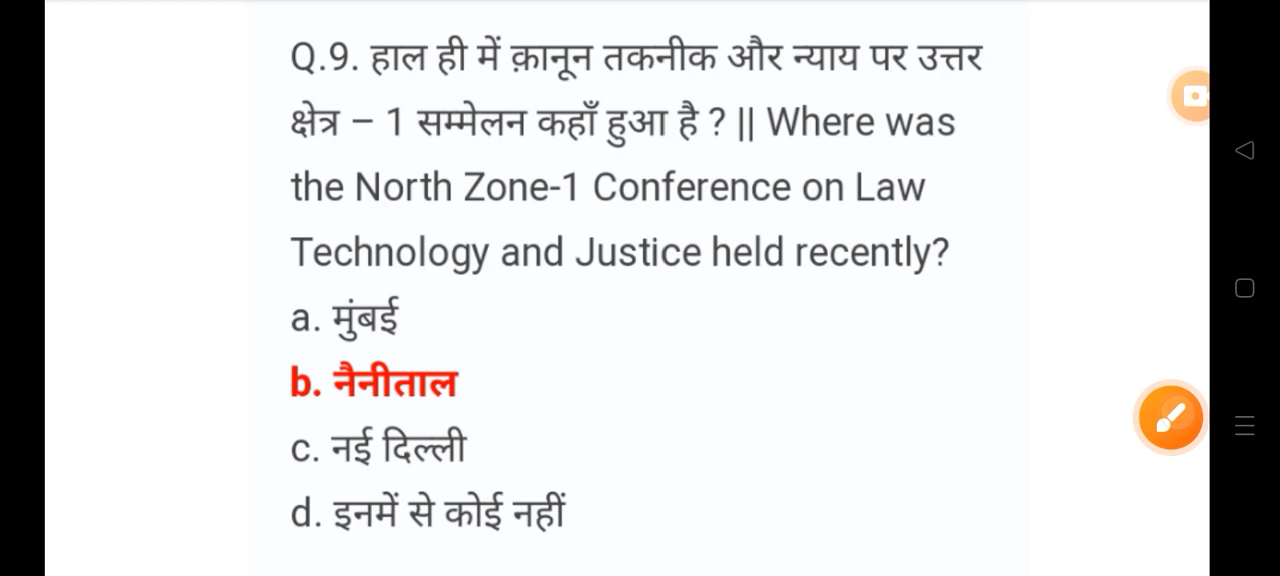 Q.9. हाल ही में क़ानून तकनीक और न्याय पर उत्तर
क्षेत्र – 1 सम्मेलन कहाँ हुआ है ? || Where was
the North Zone-1 Conference on Law
Technology and Justice held recently?
a. मुंबई
b. नैनीताल
c. नई दिल्ली
d. इनमें से कोई नहीं